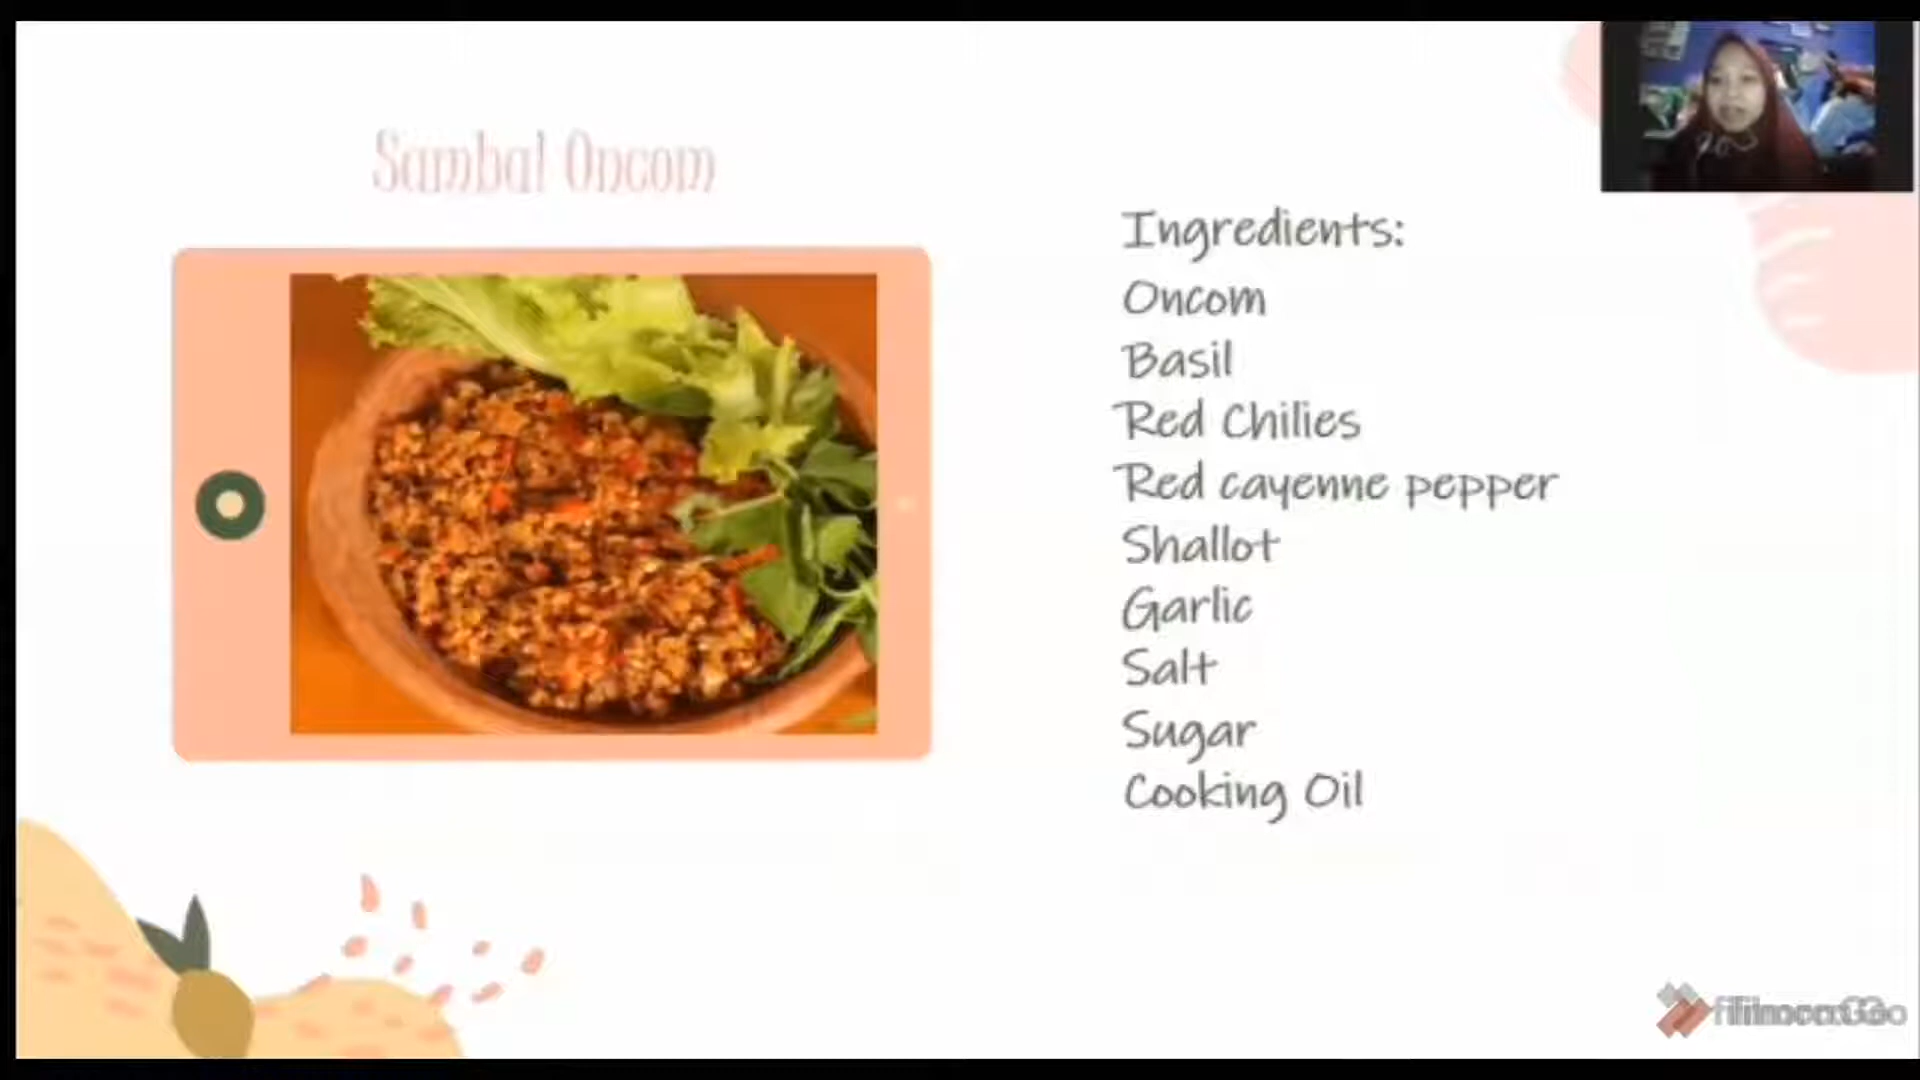 Sambal Oncom
Ingredients:
Oncom
Basil
Red Chilies
Red cayenne pepper
Shallot
Garlic
Salt
Sugar
Cooking Oil